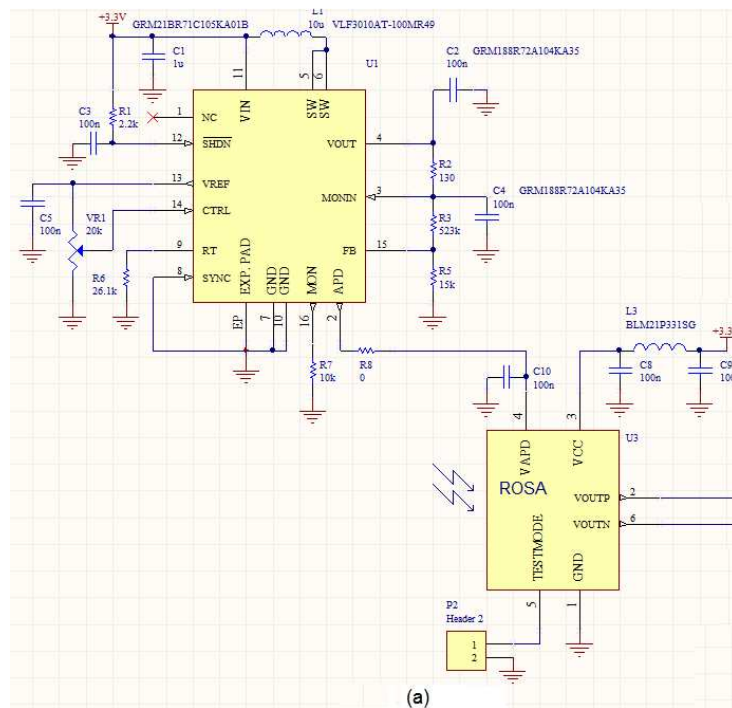 +3.3V
GRM21BR71C105KA01B
L1
10u
VLF3010AT-100MR49
C1
1u
U1
C2
GRM188R72A104KA35
100n
C3
100n
R1
2.2k
11
5
6
1
NC
VIN
SW
SW
12
SHDN
VOUT
4
R2
130
13
VREF
MONIN
3
C4
GRM188R72A104KA35
100n
14
CTRL
C5
100n
VR1
20k
R3
523k
9
RT
FB
15
R6
26.1k
8
SYNC
EXP. PAD
GND
GND
MON
APD
R5
15k
EP
7
10
16
2
L3
BLM21P331SG
+3.3
R7
10k
R8
0
C10
100n
C8
100n
C9
4
3
U3
VAPD
VCC
ROSA
VOUTP
2
VOUTN
6
TESTMODE
GND
5
1
P2
Header 2
1
2
(a)